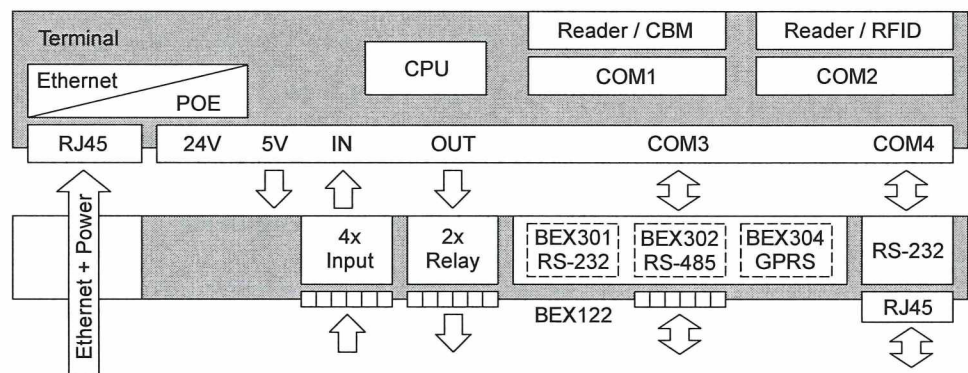 Terminal
Reader / CBM
Reader / RFID
CPU
COM1
COM2
Ethernet
POE
RJ45
24V 5V IN OUT COM3 COM4
Ethernet + Power
4x
Input
2x
Relay
BEX301
RS-232
BEX302
RS-485
BEX304
GPRS
RS-232
BEX122
RJ45